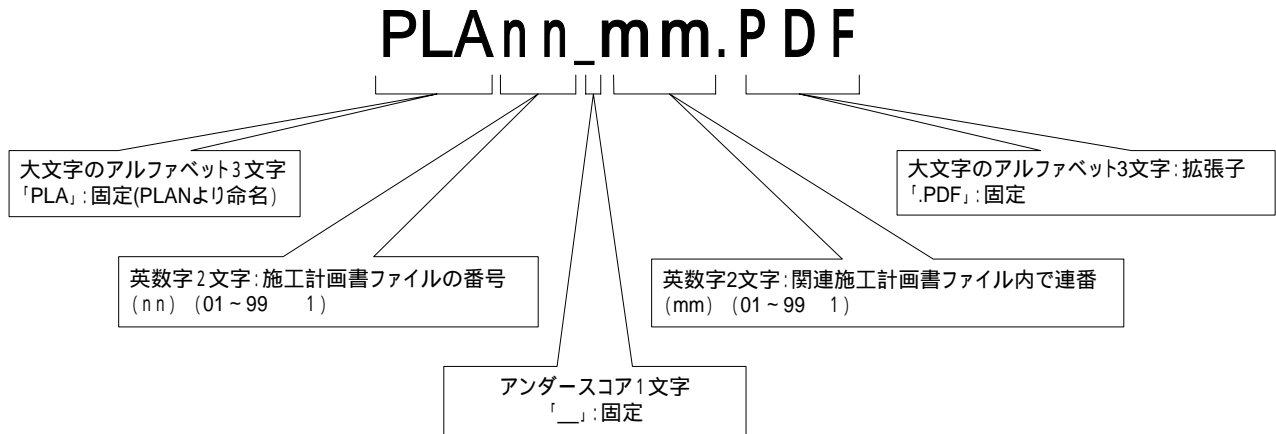 PLAnn_mm.PDF
大文字のアルファベット3文字
「PLA」:固定(PLANより命名)
大文字のアルファベット3文字:拡張子
「.PDF」:固定
英数字2文字:施工計画書ファイルの番号
(nn) (01~99 1)
英数字2文字:関連施工計画書ファイル内で連番
(mm) (01~99 1)
アンダースコア1文字
「__」:固定